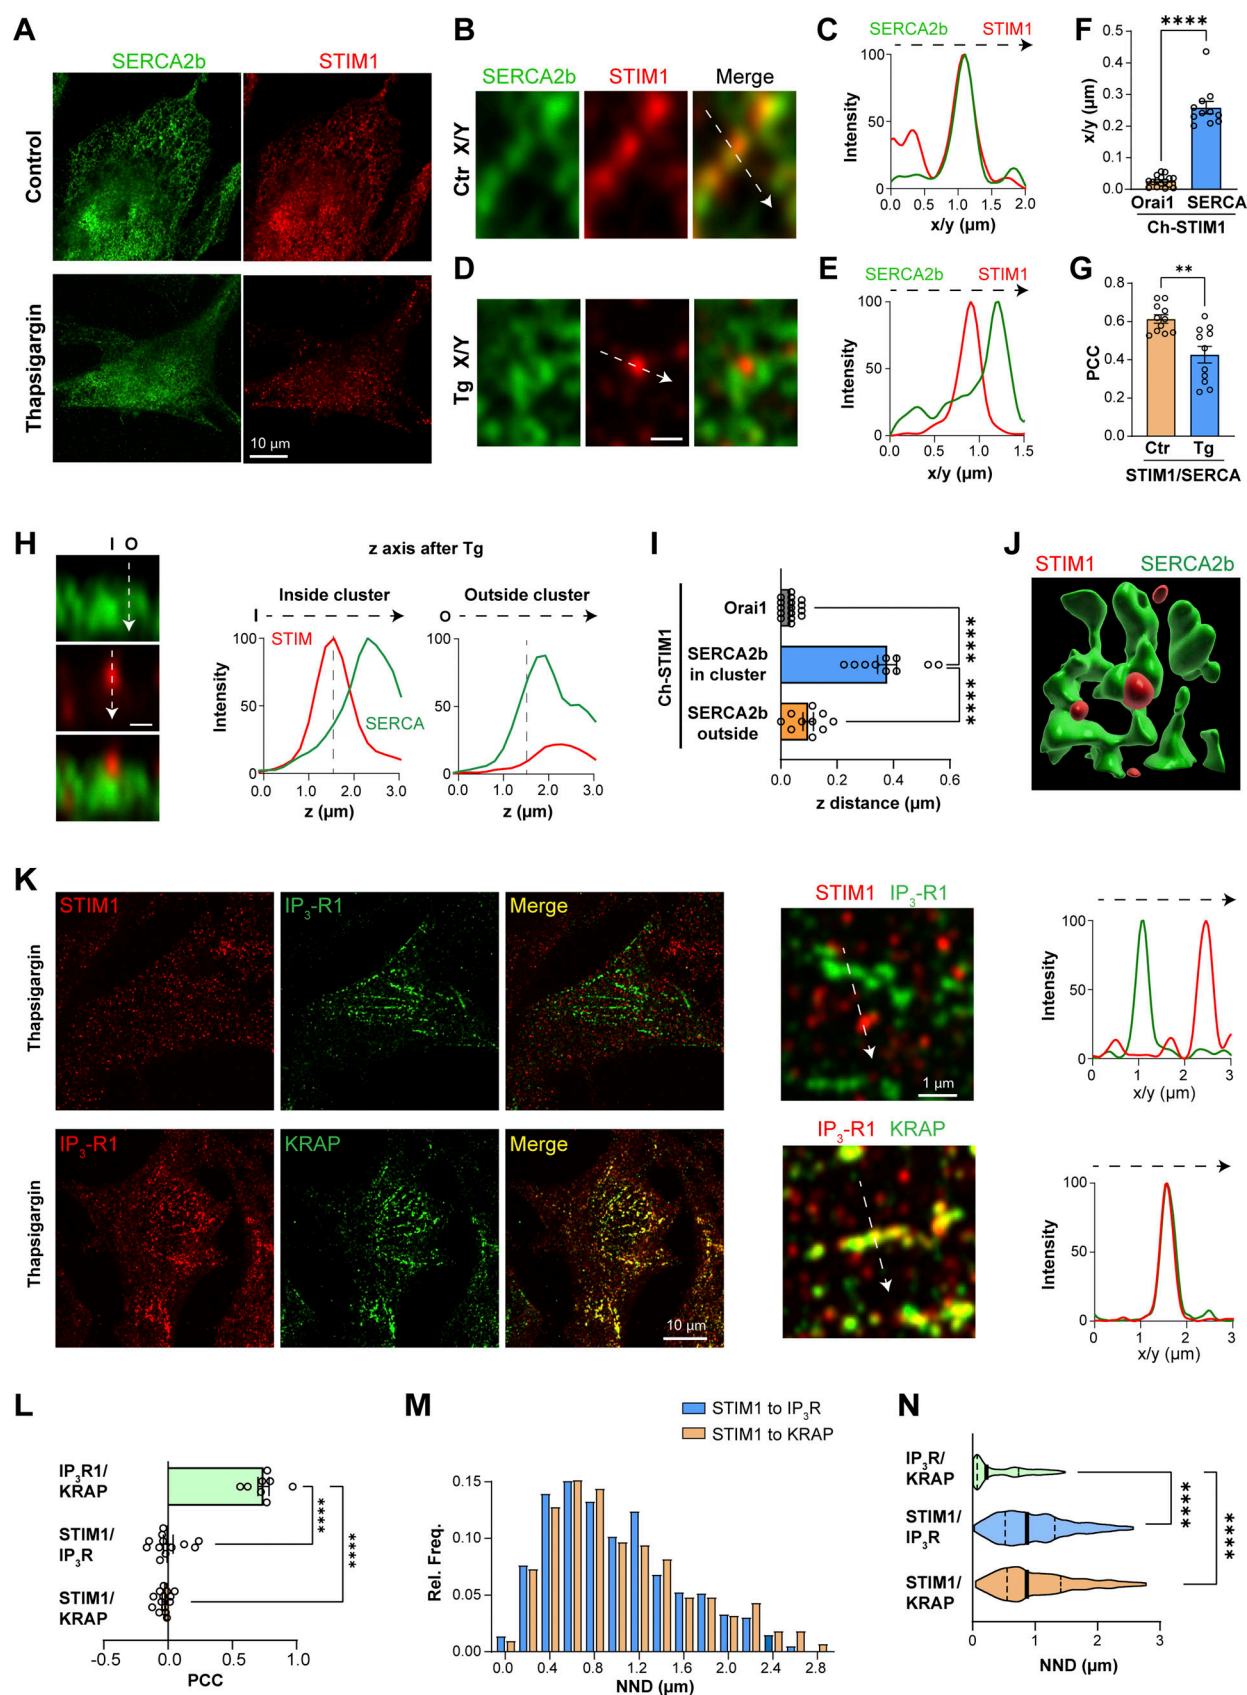 A
SERCA2b STIM1
Control
Thapsigargin
10 µm
B
SERCA2b STIM1 Merge
Ctr X/Y
C
SERCA2b STIM1
100
50
0
Intensity
0.0 0.5 1.0 1.5 2.0
x/y (µm)
F
****
0.5
0.4
0.3
0.2
0.1
0.0
x/y (µm)
Orai1 SERCA
Ch-STIM1
D
Tg X/Y
E
SERCA2b STIM1
100
50
0
Intensity
0.0 0.5 1.0 1.5
x/y (µm)
G
**
0.8
0.6
0.4
0.2
0.0
PCC
Ctr Tg
STIM1/SERCA
H
I O
z axis after Tg
I Inside cluster
O Outside cluster
100
50
0
Intensity
STIM
SERCA
0.0 1.0 2.0 3.0
z (µm)
100
50
0
0.0 1.0 2.0 3.0
z (µm)
I
Ch-STIM1
Orai1
SERCA2b
in cluster
SERCA2b
outside
****
****
0.0 0.2 0.4 0.6
z distance (µm)
J
STIM1 SERCA2b
K
Thapsigargin
STIM1 IP3-R1 Merge
STIM1 IP3-R1
1 µm
100
50
0
Intensity
0 1 2 3
x/y (µm)
Thapsigargin
IP3-R1 KRAP Merge
10 µm
IP3-R1 KRAP
100
50
0
Intensity
0 1 2 3
x/y (µm)
L
IP3R1/
KRAP
STIM1/
IP3R
STIM1/
KRAP
****
****
-0.5 0 0.5 1.0
PCC
M
STIM1 to IP3R
STIM1 to KRAP
0.15
0.10
0.05
0.00
Rel. Freq.
0.0 0.4 0.8 1.2 1.6 2.0 2.4 2.8
NND (µm)
N
IP3R/
KRAP
STIM1/
IP3R
STIM1/
KRAP
****
****
0 1 2 3
NND (µm)